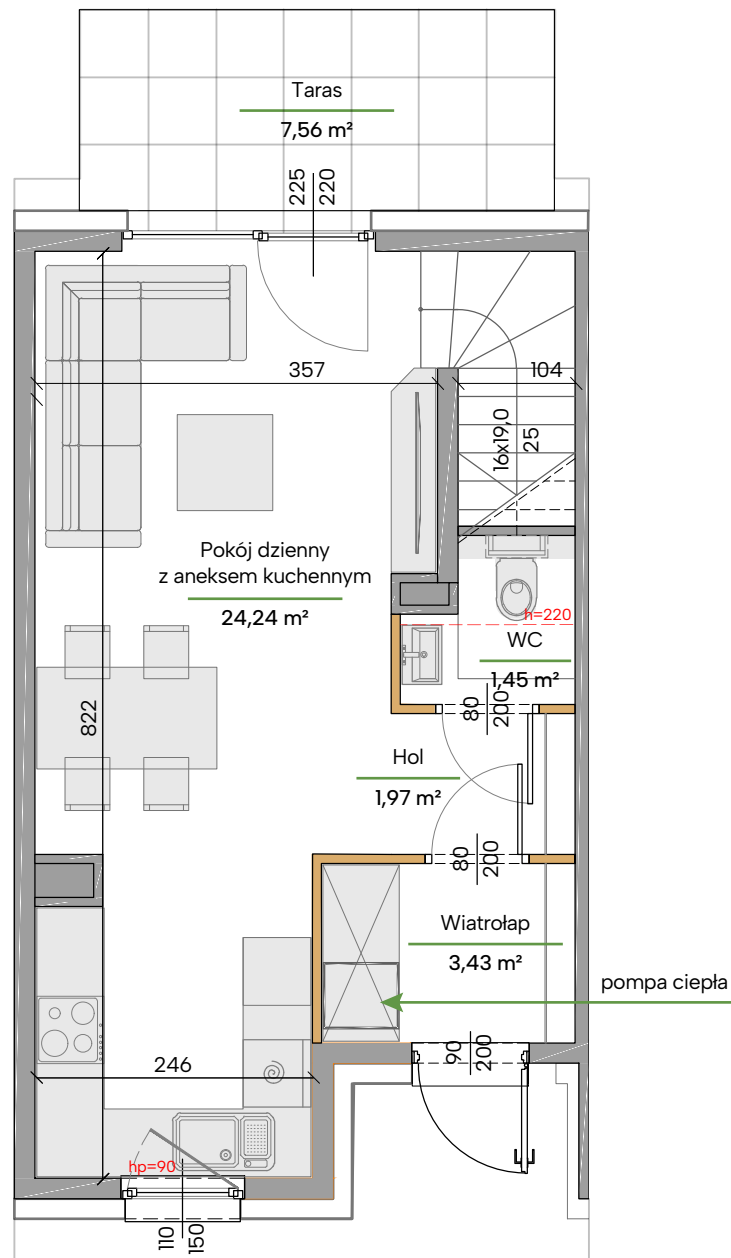 Taras
7,56 m²
225
220
357
104
16x19,0
25
Pokój dzienny
z aneksem kuchennym
24,24 m²
h=220
WC
1,45 m²
80
200
822
Hol
1,97 m²
80
200
Wiatrołap
3,43 m²
pompa ciepła
90
200
246
hp=90
110
150